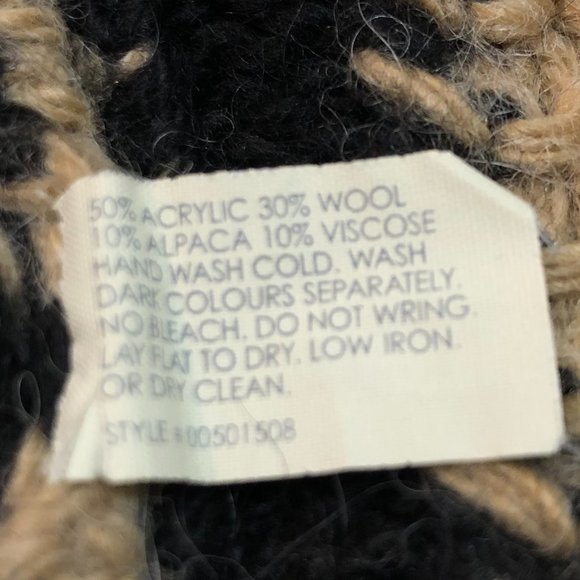 50% ACRYLIC 30% WOOL
10% ALPACA 10% VISCOSE
HAND WASH COLD. WASH
DARK COLOURS SEPARATELY.
NO BLEACH. DO NOT WRING.
LAY FLAT TO DRY. LOW IRON.
OR DRY CLEAN.
STYLE # 00501508